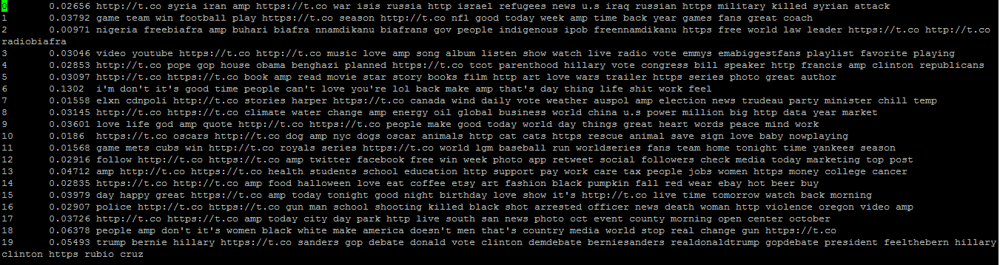 0 0.02656 http://t.co syria iran amp https://t.co war isis russia http israel refugees news u.s iraq russian https military killed syrian attack
1 0.03792 game team win football play https://t.co season http://t.co nfl good today week amp time back year games fans great coach
2 0.00971 nigeria freebiafra amp buhari biafra nnamdikanu biafrans gov people indigenous ipob freennamdikanu https free world law leader https://t.co http://t.co
radiobiafra
3 0.03046 video youtube https://t.co http://t.co music love amp song album listen show watch live radio vote emmys emabiggestfans playlist favorite playing
4 0.02853 http://t.co pope gop house obama benghazi planned https://t.co tcot parenthood hillary vote congress bill speaker http francis amp clinton republicans
5 0.03097 http://t.co https://t.co book amp read movie star story books film http art love wars trailer https series photo great author
6 0.1302 i'm don't it's good time people can't love you're lol back make amp that's day thing life shit work feel
7 0.01558 elxn cdnpoli http://t.co stories harper https://t.co canada wind daily vote weather auspol amp election news trudeau party minister chill temp
8 0.03145 http://t.co https://t.co climate water change amp energy oil global business world china u.s power million big http data year market
9 0.03601 love life god amp quote http://t.co https://t.co people make good today world day things great heart words peace mind work
10 0.0186 https://t.co oscars http://t.co dog amp nyc dogs oscar animals http cat cats https rescue animal save sign love baby nowplaying
11 0.01568 game mets cubs win http://t.co royals series https://t.co world lgm baseball run worldseries fans team home tonight time yankees season
12 0.02916 follow http://t.co https://t.co amp twitter facebook free win week photo app retweet social followers check media today marketing top post
13 0.04712 amp http://t.co https://t.co health students school education http support pay work care tax people jobs women https money college cancer
14 0.02835 https://t.co http://t.co amp food halloween love eat coffee etsy art fashion black pumpkin fall red wear ebay hot beer buy
15 0.03979 day happy great https://t.co amp today tonight good night birthday love show it's http://t.co live time tomorrow watch back morning
16 0.02907 police http://t.co https://t.co gun man school shooting killed black shot arrested officer news death woman http violence oregon video amp
17 0.03726 http://t.co https://t.co amp today city day park http live south san news photo oct event county morning open center october
18 0.06378 people amp don't it's women black white make america doesn't men that's country media world stop real change gun https://t.co
19 0.05493 trump bernie hillary https://t.co sanders gop debate donald vote clinton demdebate berniesanders realdonaldtrump gopdebate president feelthebern hillary
clinton https rubio cruz